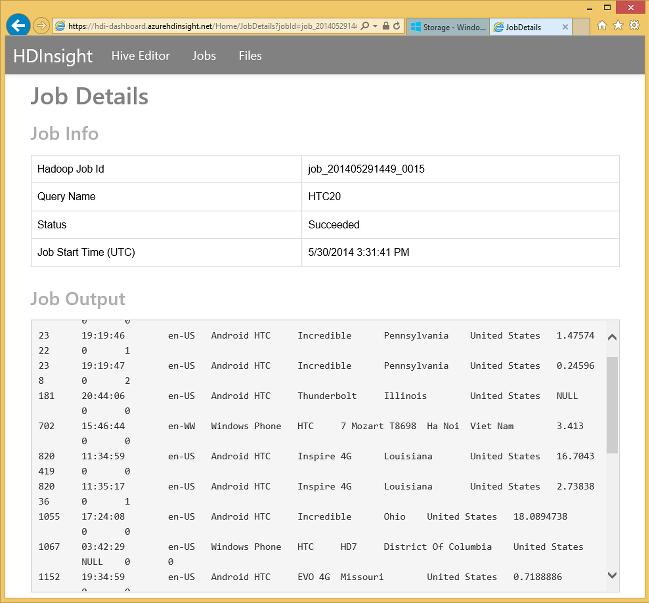 https://hdi-dashboard.azurehdinsight.net/Home/JobDetails?jobId=job_20140529144
Storage - Windo...
JobDetails
HDInsight Hive Editor Jobs Files
Job Details
Job Info
Hadoop Job Id job_201405291449_0015
Query Name HTC20
Status Succeeded
Job Start Time (UTC) 5/30/2014 3:31:41 PM
Job Output
0 0
23 19:19:46 en-US Android HTC Incredible Pennsylvania United States 1.47574
22 0 1
23 19:19:47 en-US Android HTC Incredible Pennsylvania United States 0.24596
8 0 2
181 20:44:06 en-US Android HTC Thunderbolt Illinois United States NULL
0 0
702 15:46:44 en-WW Windows Phone HTC 7 Mozart T8698 Ha Noi Viet Nam 3.413
0 0
820 11:34:59 en-US Android HTC Inspire 4G Louisiana United States 16.7043
419 0 0
820 11:35:17 en-US Android HTC Inspire 4G Louisiana United States 2.73838
36 0 1
1055 17:24:08 en-US Android HTC Incredible Ohio United States 18.0894738
0 0
1067 03:42:29 en-US Windows Phone HTC HD7 District Of Columbia United States
NULL 0 0
1152 19:34:59 en-US Android HTC EVO 4G Missouri United States 0.7188886
0 0